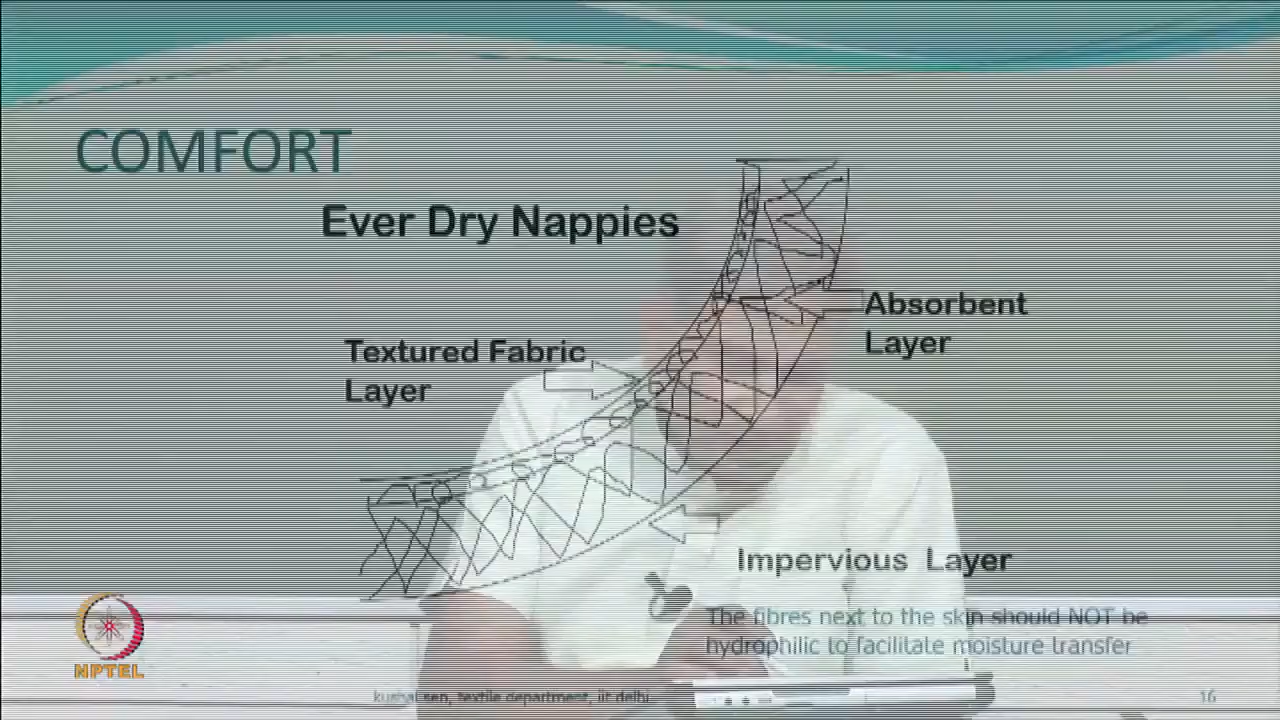 COMFORT
Ever Dry Nappies
Absorbent
Layer
Textured Fabric
Layer
Impervious Layer
The fibres next to the skin should NOT be
hydrophilic to facilitate moisture transfer
NPTEL
kushal sen, textile department, iit delhi
16